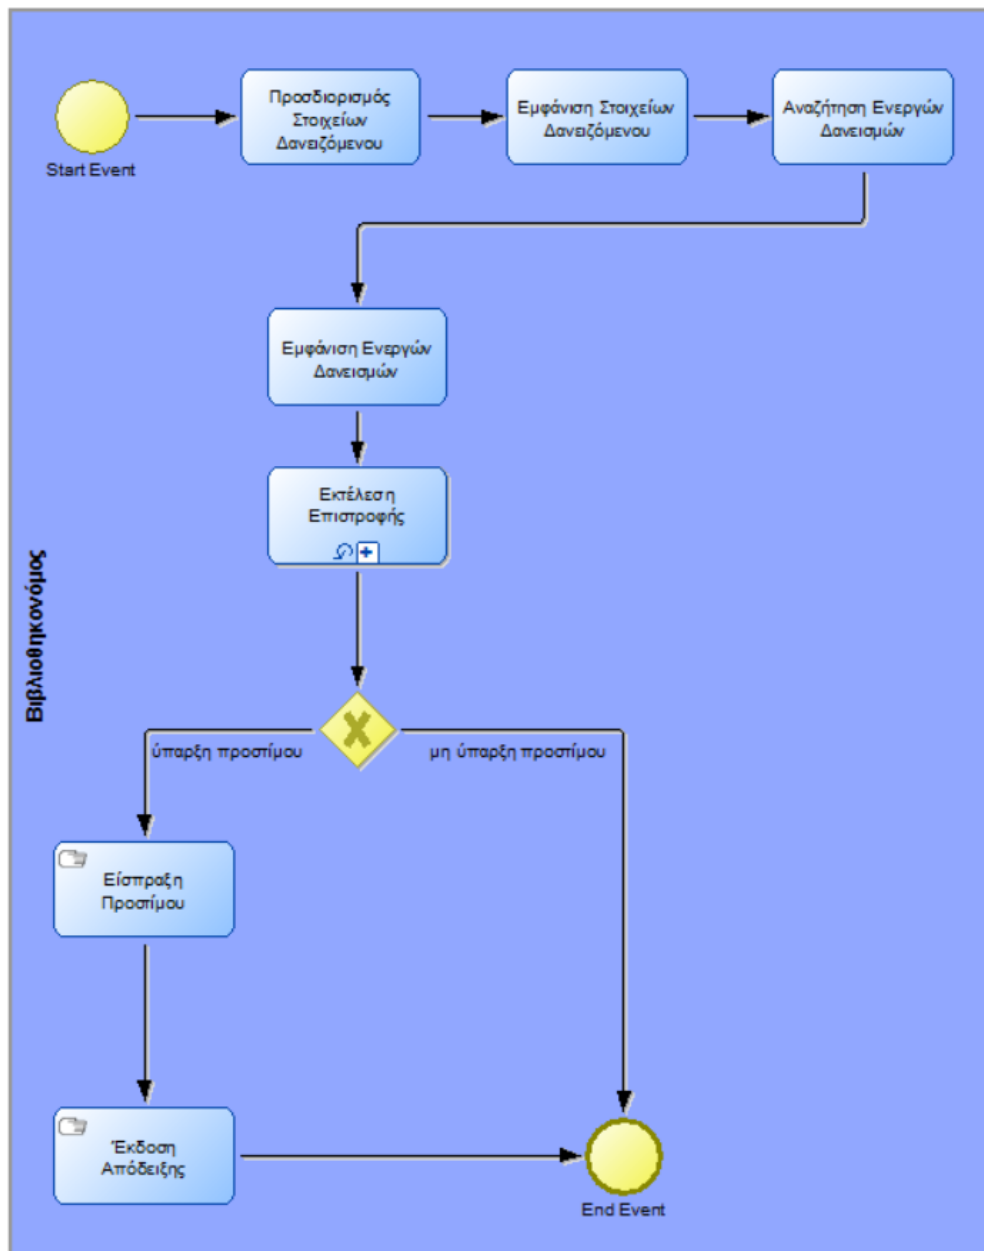 Προσδιορισμός
Στοιχείων
Δανειζόμενου
Εμφάνιση Στοιχείων
Δανειζόμενου
Αναζήτηση Ενεργών
Δανεισμών
Start Event
Εμφάνιση Ενεργών
Δανεισμών
Εκτέλεση
Επιστροφής
Βιβλιοθηκονόμος
ύπαρξη προστίμου
μη ύπαρξη προστίμου
Είσπραξη
Προστίμου
Έκδοση
Απόδειξης
End Event